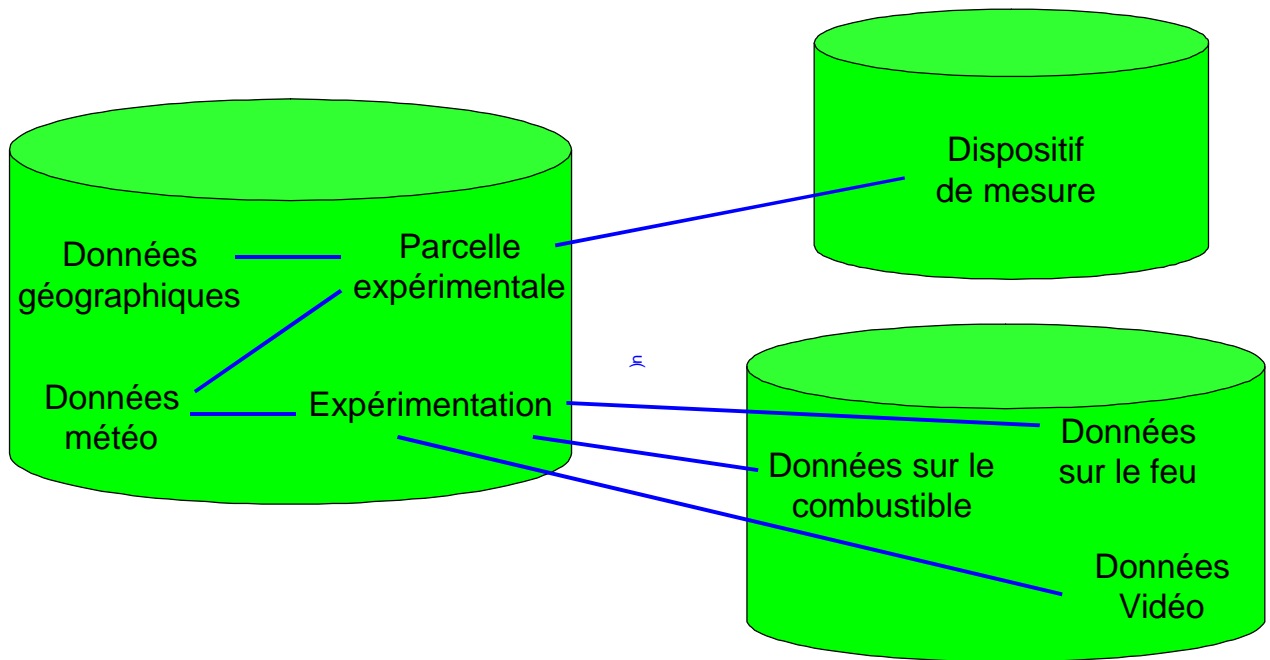 Dispositif
de mesure
Données
géographiques
Parcelle
expérimentale
Données
météo
Expérimentation
Données
sur le feu
Données sur le
combustible
Données
Vidéo